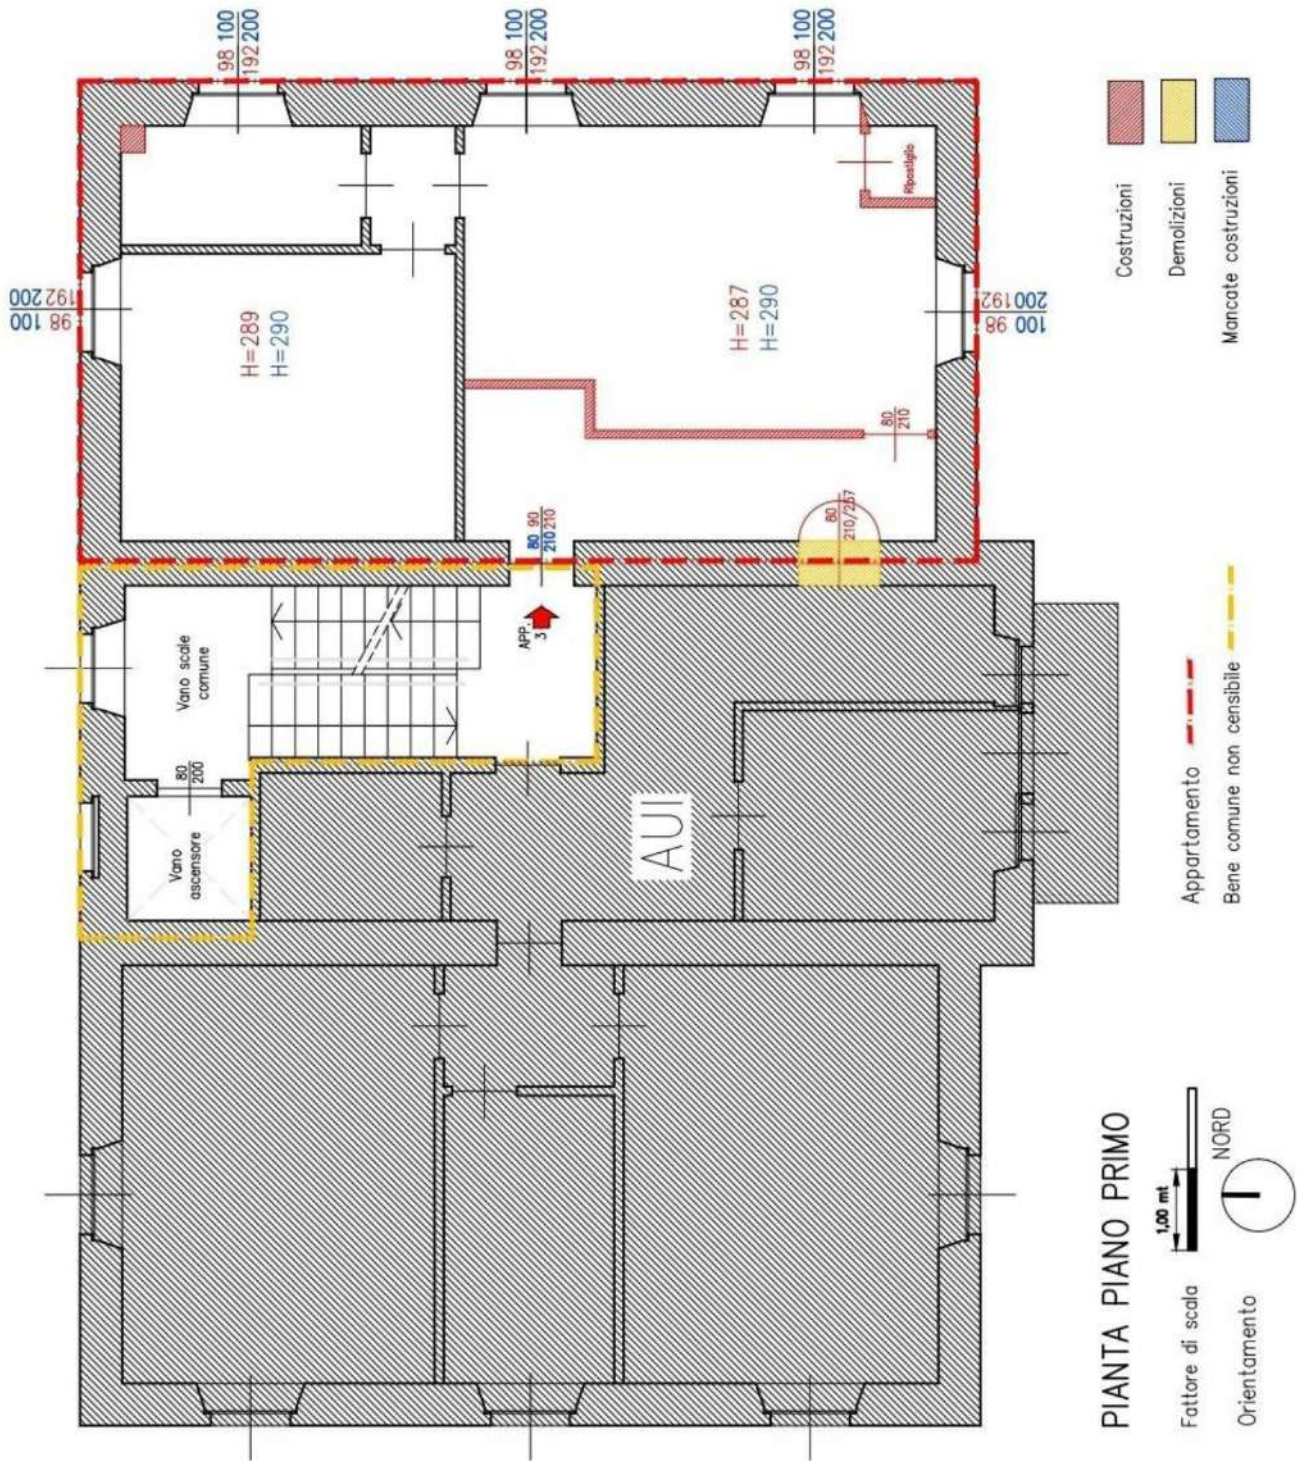 98 100
192 200
98 100
192 200
98 100
192 200
98 100
192 200
98 100
192 200
H=289
H=290
H=287
H=290
Ripostiglio
80
210
80
210/257
80 90
210 210
APP.
3
Vano scale
comune
80
200
Vano
ascensore
AUI
Costruzioni
Demolizioni
Mancate costruzioni
Appartamento
Bene comune non censibile
PIANTA PIANO PRIMO
Fattore di scala
1,00 mt
Orientamento
NORD